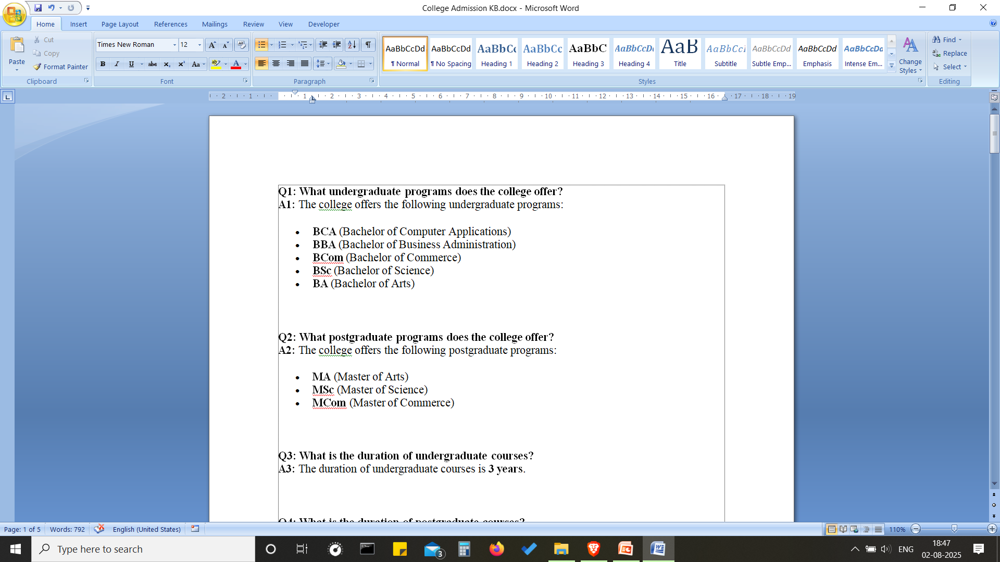 College Admission KB.docx - Microsoft Word
Home Insert Page Layout References Mailings Review View Developer
Paste
Cut
Copy
Format Painter
Clipboard
Times New Roman 12
Font
Paragraph
AaBbCcDd AaBbCcDd AaBbCc AaBbCc AaBbC AaBbCcDd AaB AaBbCcl AaBbCcDd AaBbCcDd AaBbCcDd
¶ Normal ¶ No Spacing Heading 1 Heading 2 Heading 3 Heading 4 Title Subtitle Subtle Emp... Emphasis Intense Em...
Change Styles
Styles
Find
Replace
Select
Editing
2 1 1 2 3 4 5 6 7 8 9 10 11 12 13 14 15 16 17 18 19
Q1: What undergraduate programs does the college offer?
A1: The college offers the following undergraduate programs:
• BCA (Bachelor of Computer Applications)
• BBA (Bachelor of Business Administration)
• BCom (Bachelor of Commerce)
• BSc (Bachelor of Science)
• BA (Bachelor of Arts)
Q2: What postgraduate programs does the college offer?
A2: The college offers the following postgraduate programs:
• MA (Master of Arts)
• MSc (Master of Science)
• MCom (Master of Commerce)
Q3: What is the duration of undergraduate courses?
A3: The duration of undergraduate courses is 3 years.
Q4: What is the duration of postgraduate courses?
Page: 1 of 5 Words: 792 English (United States) 110%
Type here to search
3
ENG
18:47
02-08-2025